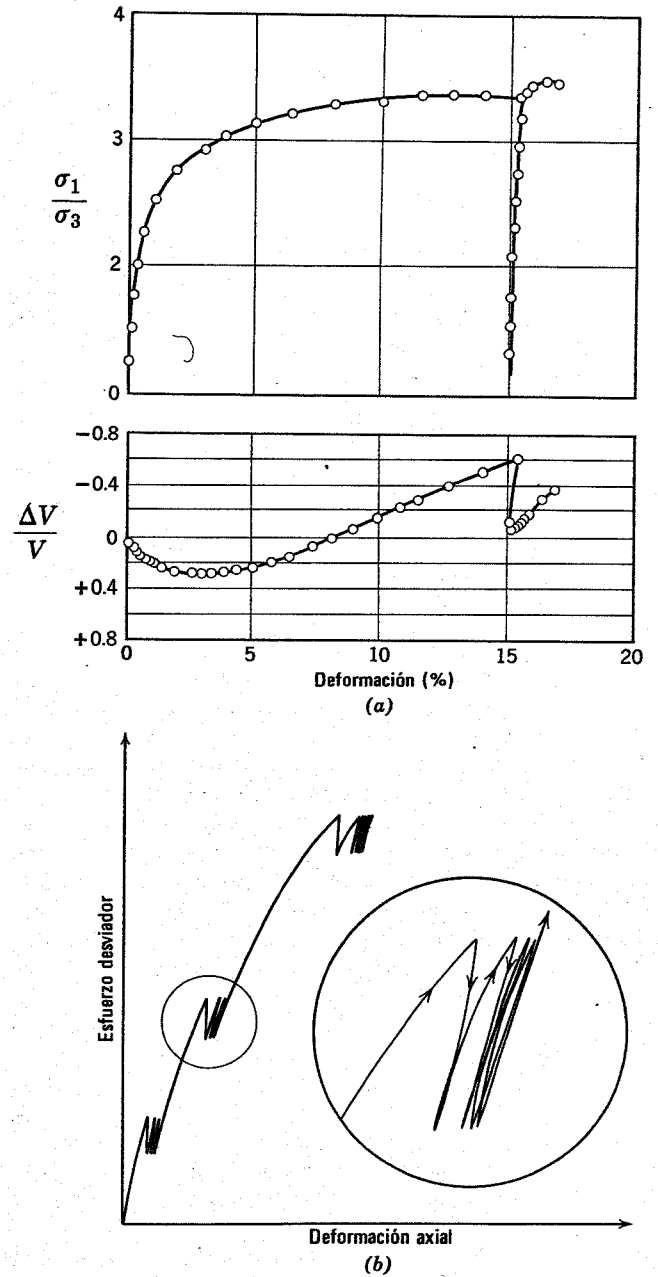 4
3
2
0
σ₁
σ₃
−0.8
−0.4
0
+0.4
+0.8
ΔV
V
0
5
10
15
20
Deformación (%)
(a)
Esfuerzo desviador
Deformación axial
(b)